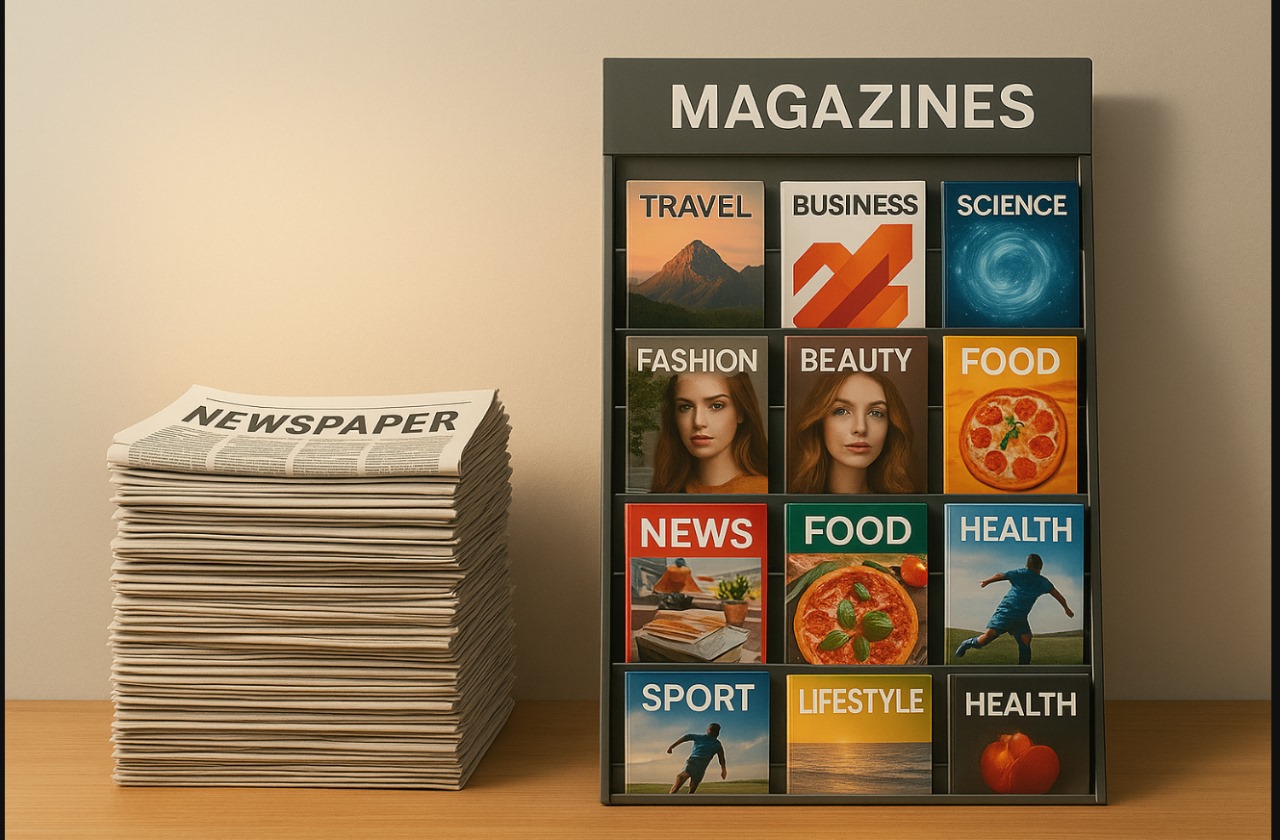 MAGAZINES
TRAVEL
BUSINESS
SCIENCE
FASHION
BEAUTY
FOOD
NEWSPAPER
NEWS
FOOD
HEALTH
SPORT
LIFESTYLE
HEALTH